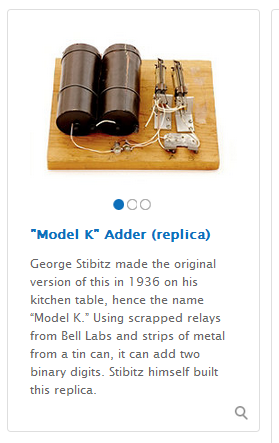 "Model K" Adder (replica)
George Stibitz made the original
version of this in 1936 on his
kitchen table, hence the name
“Model K.” Using scrapped relays
from Bell Labs and strips of metal
from a tin can, it can add two
binary digits. Stibitz himself built
this replica.